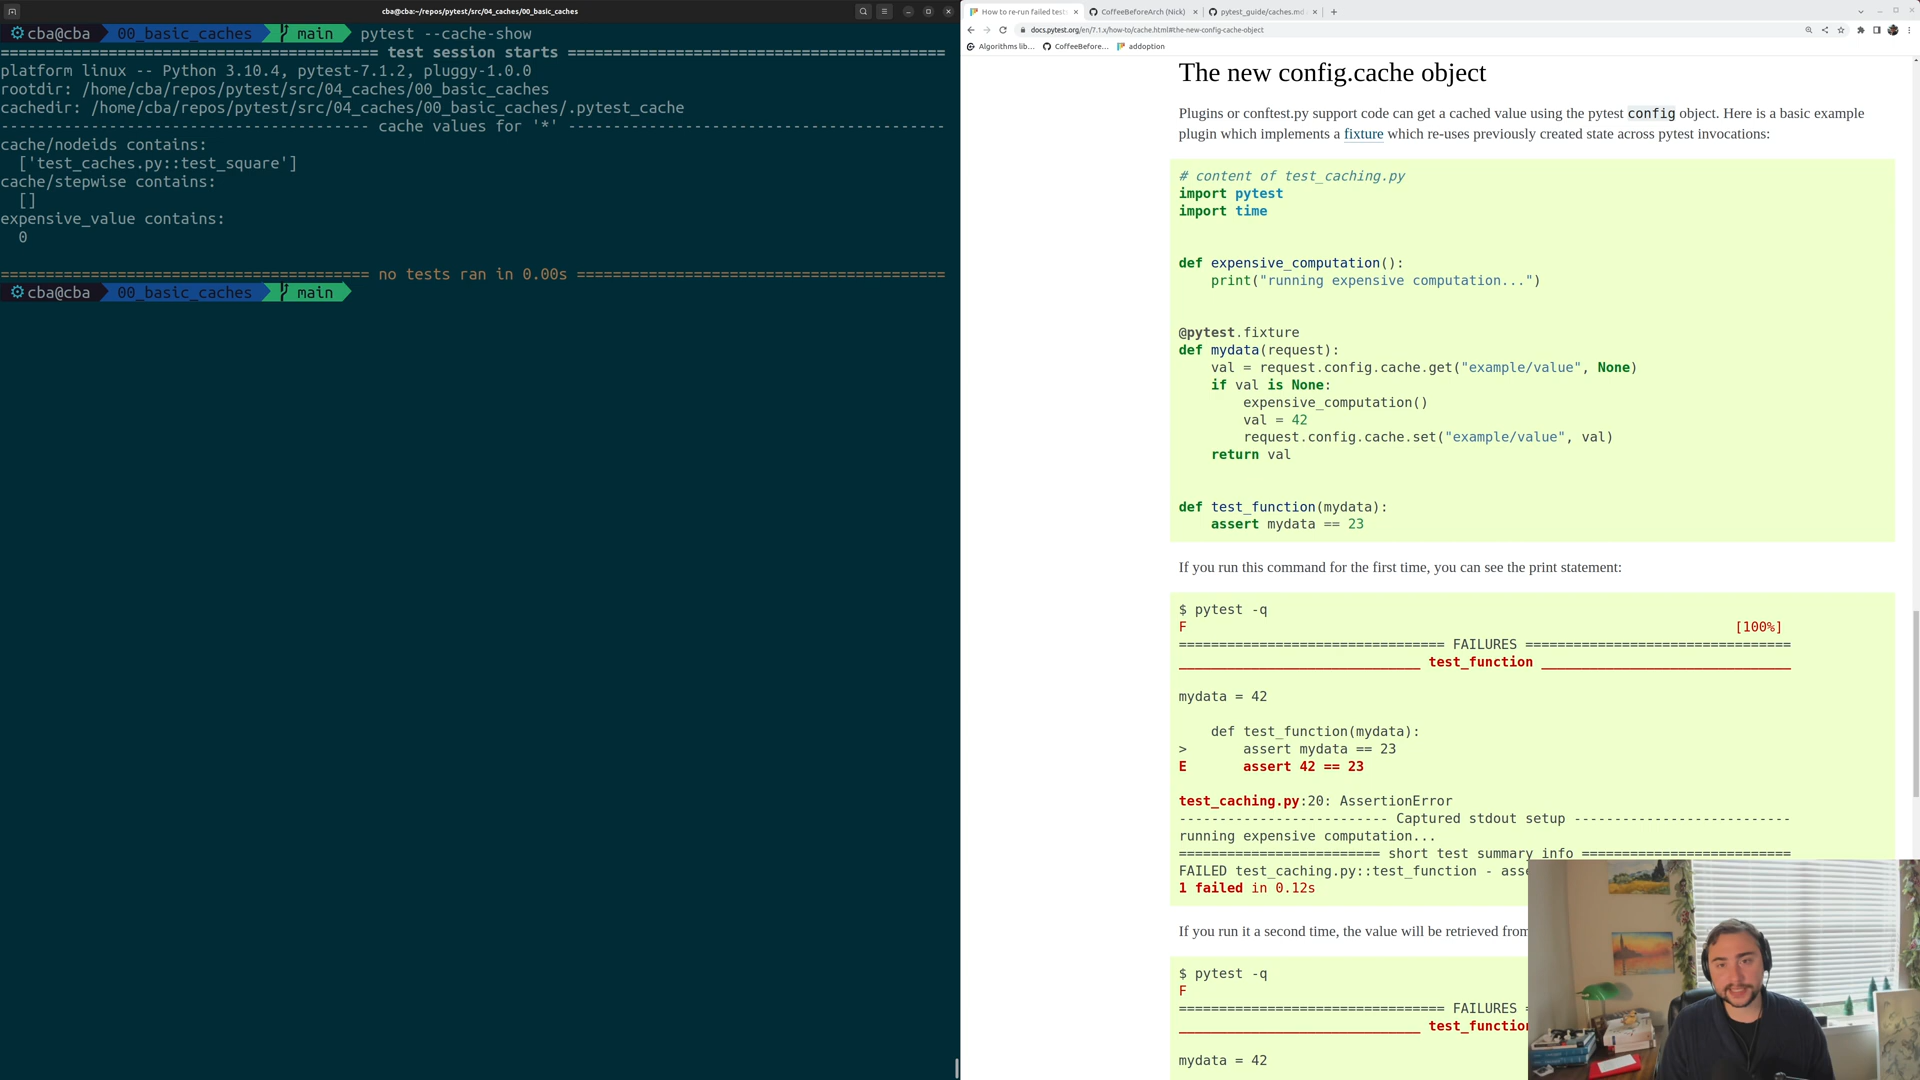 cba@cba:~/repos/pytest/src/04_caches/00_basic_caches
cba@cba 00_basic_caches main pytest --cache-show
========================================== test session starts ==========================================
platform linux -- Python 3.10.4, pytest-7.1.2, pluggy-1.0.0
rootdir: /home/cba/repos/pytest/src/04_caches/00_basic_caches
cachedir: /home/cba/repos/pytest/src/04_caches/00_basic_caches/.pytest_cache
----------------------------------------- cache values for '*' ------------------------------------------
cache/nodeids contains:
['test_caches.py::test_square']
cache/stepwise contains:
[]
expensive_value contains:
0
========================================= no tests ran in 0.00s =========================================
cba@cba 00_basic_caches main
How to re-run failed test
CoffeeBeforeArch (Nick)
pytest_guide/caches.md
docs.pytest.org/en/7.1.x/how-to/cache.html#the-new-config-cache-object
Algorithms lib...
CoffeeBefore...
addoption
The new config.cache object
Plugins or conftest.py support code can get a cached value using the pytest config object. Here is a basic example
plugin which implements a fixture which re-uses previously created state across pytest invocations:
# content of test_caching.py
import pytest
import time
def expensive_computation():
print("running expensive computation...")
@pytest.fixture
def mydata(request):
val = request.config.cache.get("example/value", None)
if val is None:
expensive_computation()
val = 42
request.config.cache.set("example/value", val)
return val
def test_function(mydata):
assert mydata == 23
If you run this command for the first time, you can see the print statement:
$ pytest -q
F [100%]
================================= FAILURES =================================
______________________________ test_function _______________________________
mydata = 42
def test_function(mydata):
> assert mydata == 23
E assert 42 == 23
test_caching.py:20: AssertionError
-------------------------- Captured stdout setup ---------------------------
running expensive computation...
========================= short test summary info ==========================
FAILED test_caching.py::test_function - asse
1 failed in 0.12s
If you run it a second time, the value will be retrieved from
$ pytest -q
F
================================= FAILURES =
______________________________ test_function
mydata = 42